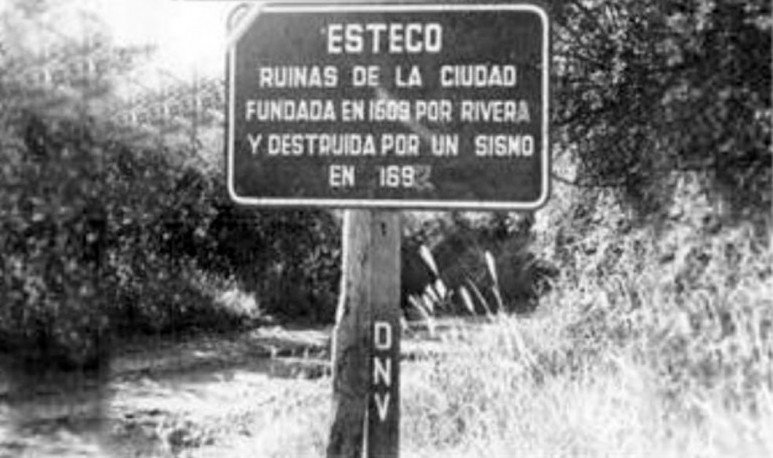 ESTECO
RUINAS DE LA CIUDAD
FUNDADA EN 1609 POR RIVERA
Y DESTRUIDA POR UN SISMO
EN
DNV